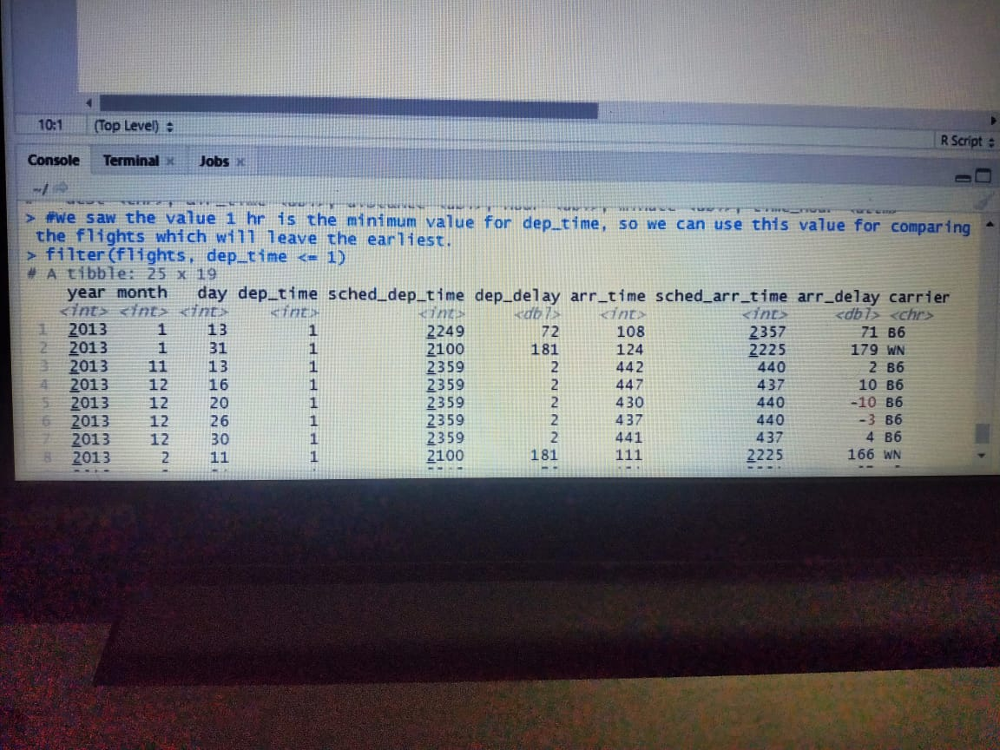 10:1 (Top Level)
R Script
Console Terminal Jobs
~/
> #we saw the value 1 hr is the minimum value for dep_time, so we can use this value for comparing
the flights which will leave the earliest.
> filter(flights, dep_time <= 1)
# A tibble: 25 x 19
year month day dep_time sched_dep_time dep_delay arr_time sched_arr_time arr_delay carrier
<int> <int> <int> <int> <int> <dbl> <int> <int> <dbl> <chr>
1 2013 1 13 1 2249 72 108 2357 71 B6
2 2013 1 31 1 2100 181 124 2225 179 WN
3 2013 11 13 1 2359 2 442 440 2 B6
4 2013 12 16 1 2359 2 447 437 10 B6
5 2013 12 20 1 2359 2 430 440 -10 B6
6 2013 12 26 1 2359 2 437 440 -3 B6
7 2013 12 30 1 2359 2 441 437 4 B6
8 2013 2 11 1 2100 181 111 2225 166 WN